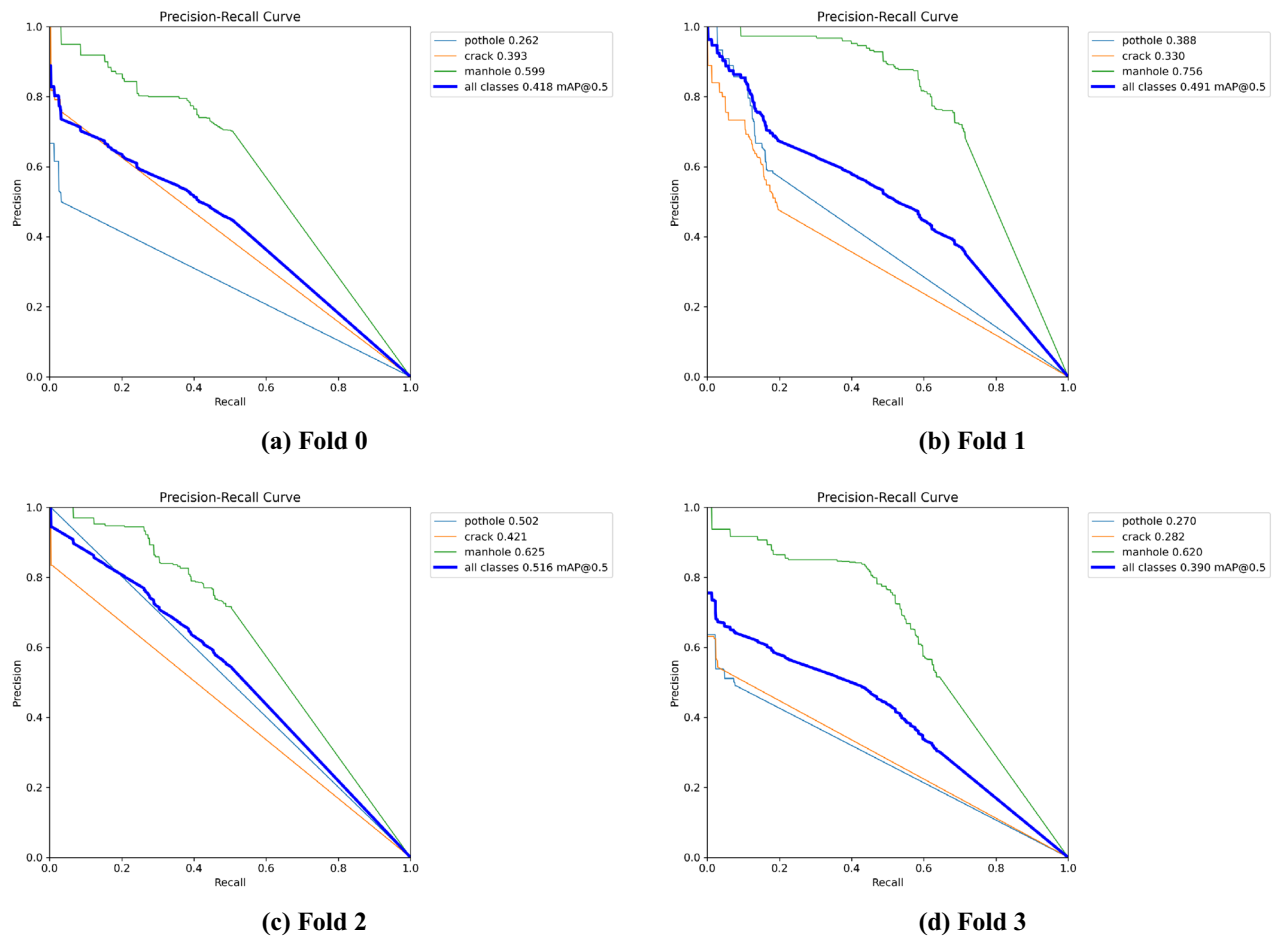 Precision-Recall Curve
1.0
0.8
0.6
0.4
0.2
0.0
Precision
0.0 0.2 0.4 0.6 0.8 1.0
Recall
pothole 0.262
crack 0.393
manhole 0.599
all classes 0.418 mAP@0.5
(a) Fold 0
Precision-Recall Curve
1.0
0.8
0.6
0.4
0.2
0.0
Precision
0.0 0.2 0.4 0.6 0.8 1.0
Recall
pothole 0.388
crack 0.330
manhole 0.756
all classes 0.491 mAP@0.5
(b) Fold 1
Precision-Recall Curve
1.0
0.8
0.6
0.4
0.2
0.0
Precision
0.0 0.2 0.4 0.6 0.8 1.0
Recall
pothole 0.502
crack 0.421
manhole 0.625
all classes 0.516 mAP@0.5
(c) Fold 2
Precision-Recall Curve
1.0
0.8
0.6
0.4
0.2
0.0
Precision
0.0 0.2 0.4 0.6 0.8 1.0
Recall
pothole 0.270
crack 0.282
manhole 0.620
all classes 0.390 mAP@0.5
(d) Fold 3